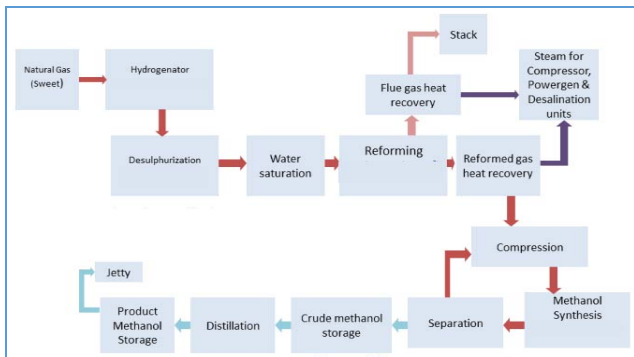 Stack
Natural Gas
(Sweet)
Hydrogenator
Flue gas heat
recovery
Steam for
Compressor,
Powergen &
Desalination
units
Desulphurization
Water
saturation
Reforming
Reformed gas
heat recovery
Compression
Jetty
Product
Methanol
Storage
Distillation
Crude methanol
storage
Separation
Methanol
Synthesis